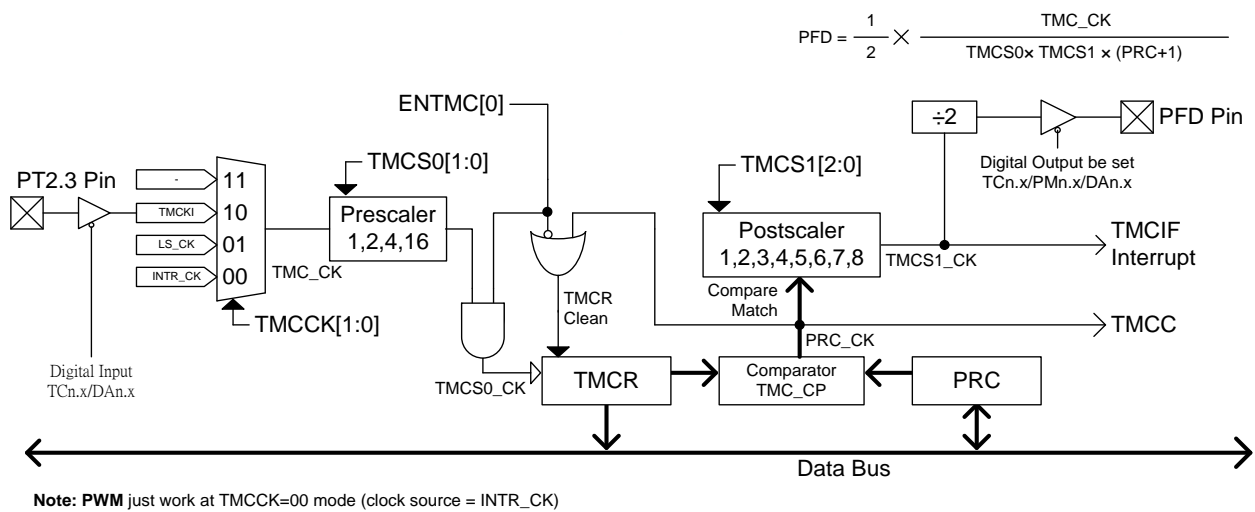 PFD = 1/2 × TMC_CK / TMCS0× TMCS1 × (PRC+1)
ENTMC[0]
÷2
PFD Pin
TMCS0[1:0]
TMCS1[2:0]
Digital Output be set
TCn.x/PMn.x/DAn.x
PT2.3 Pin
- 11
TMCKI 10
LS_CK 01
INTR_CK 00
TMC_CK
Prescaler
1,2,4,16
Postscaler
1,2,3,4,5,6,7,8
TMCS1_CK
TMCIF
Interrupt
TMCCK[1:0]
TMCR
Clean
Compare
Match
TMCC
PRC_CK
Digital Input
TCn.x/DAn.x
TMCS0_CK
TMCR
Comparator
TMC_CP
PRC
Data Bus
Note: PWM just work at TMCCK=00 mode (clock source = INTR_CK)